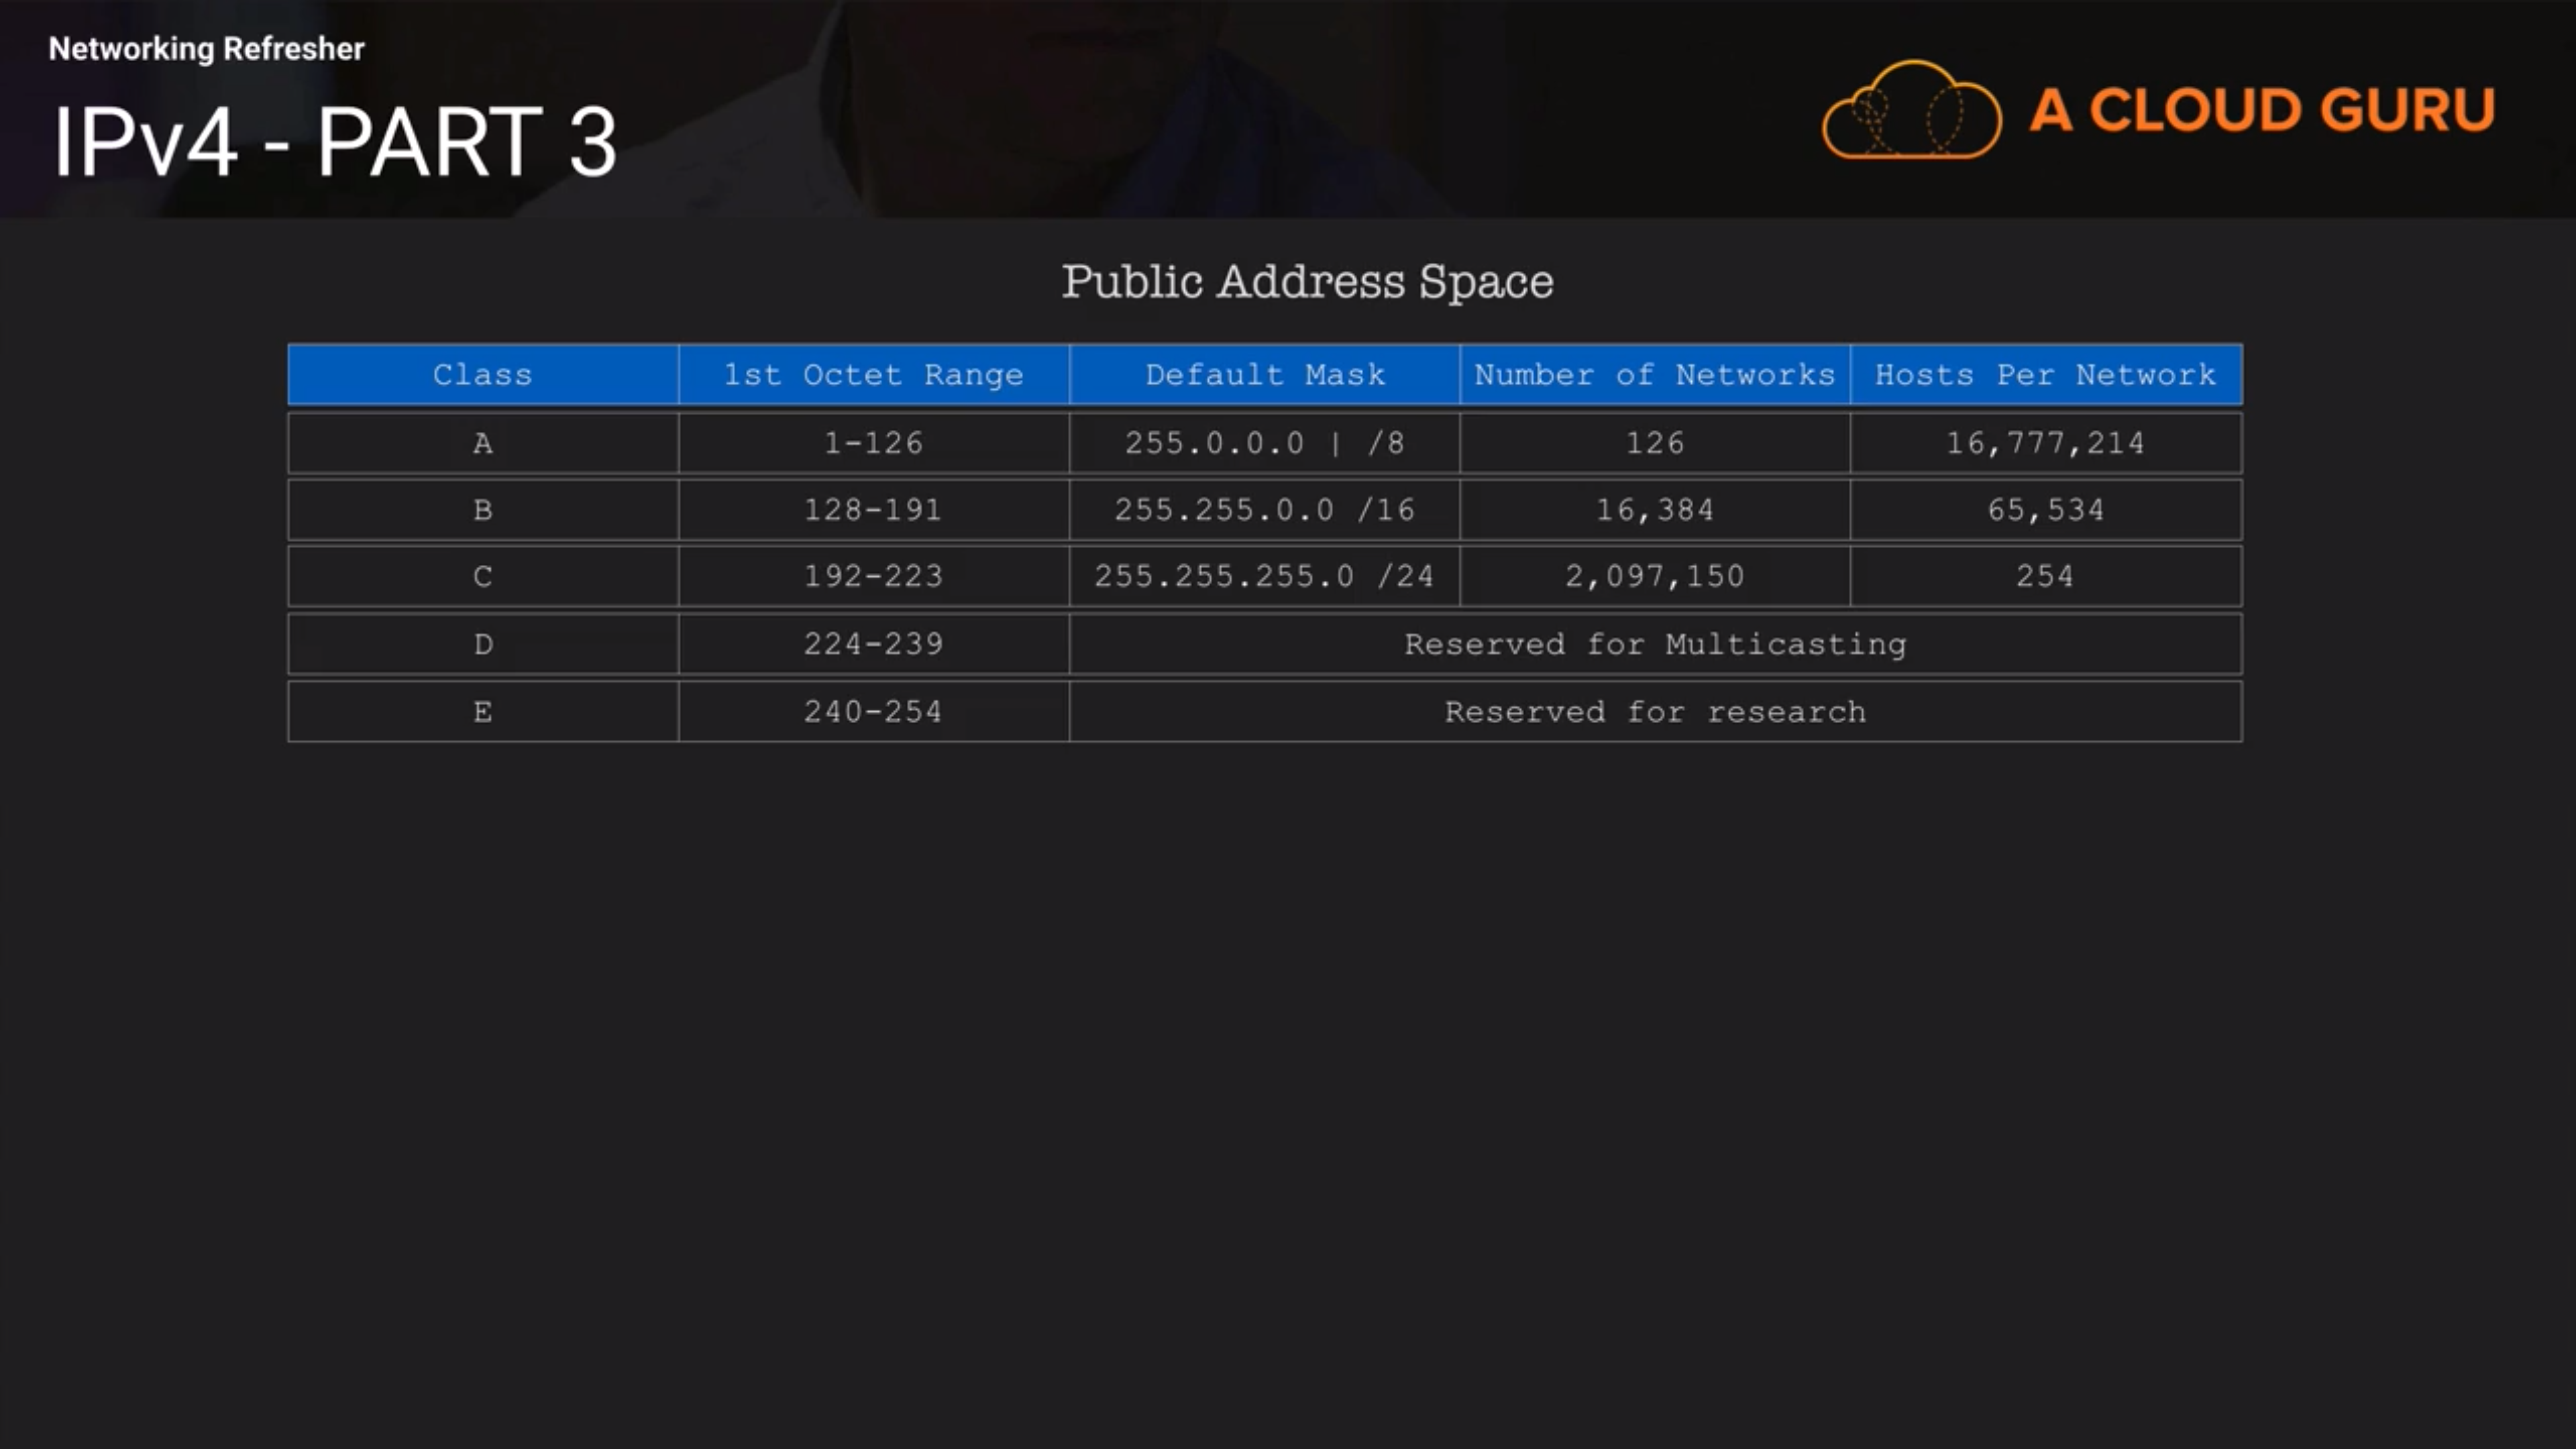 Networking Refresher
IPv4 - PART 3
A CLOUD GURU
Public Address Space
Class 1st Octet Range Default Mask Number of Networks Hosts Per Network
A 1-126 255.0.0.0 | /8 126 16,777,214
B 128-191 255.255.0.0 /16 16,384 65,534
C 192-223 255.255.255.0 /24 2,097,150 254
D 224-239 Reserved for Multicasting
E 240-254 Reserved for research